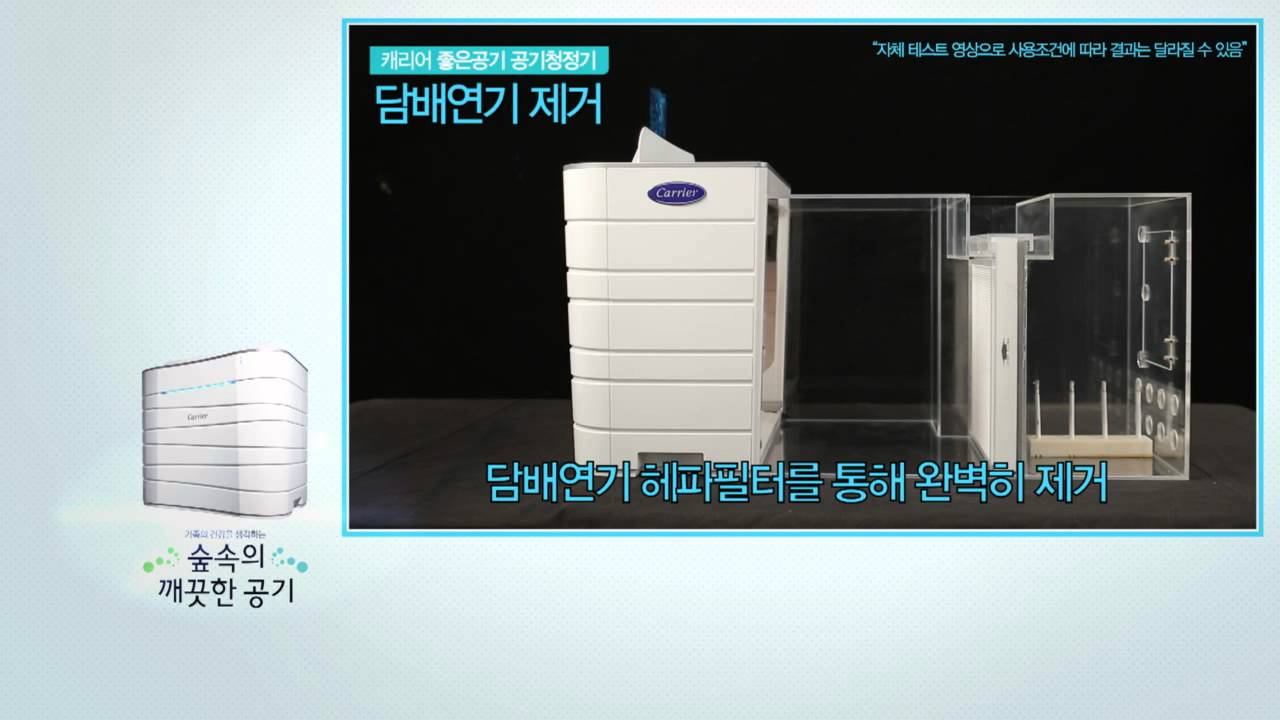 캐리어 좋은공기 공기청정기
담배연기 제거
“자체 테스트 영상으로 사용조건에 따라 결과는 달라질 수 있음”
Carrier
담배연기 헤파필터를 통해 완벽히 제거
Carrier
가족의 건강을 생각하는
숲속의
깨끗한 공기